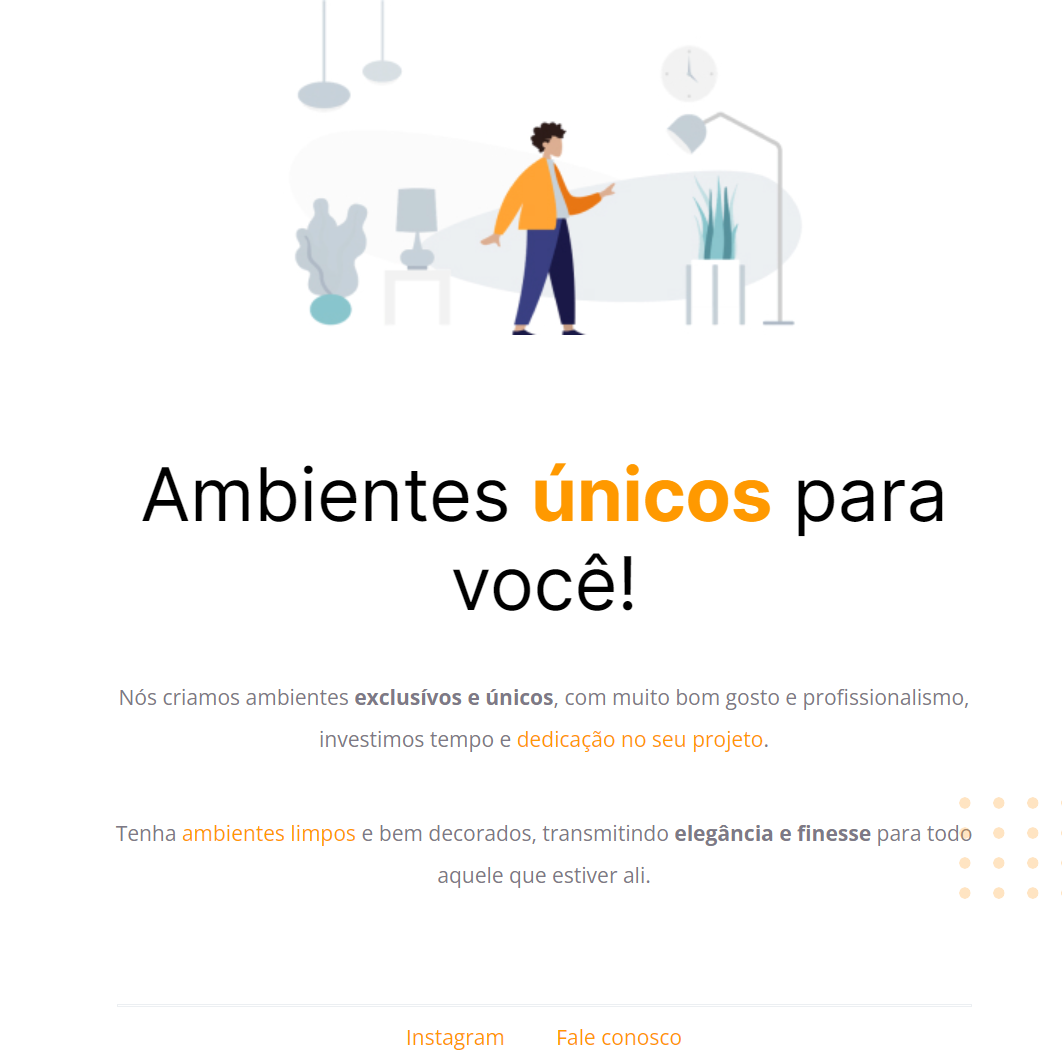 Ambientes únicos para
você!
Nós criamos ambientes exclusívos e únicos, com muito bom gosto e profissionalismo,
investimos tempo e dedicação no seu projeto.
Tenha ambientes limpos e bem decorados, transmitindo elegância e finesse para todo
aquele que estiver ali.
Instagram Fale conosco